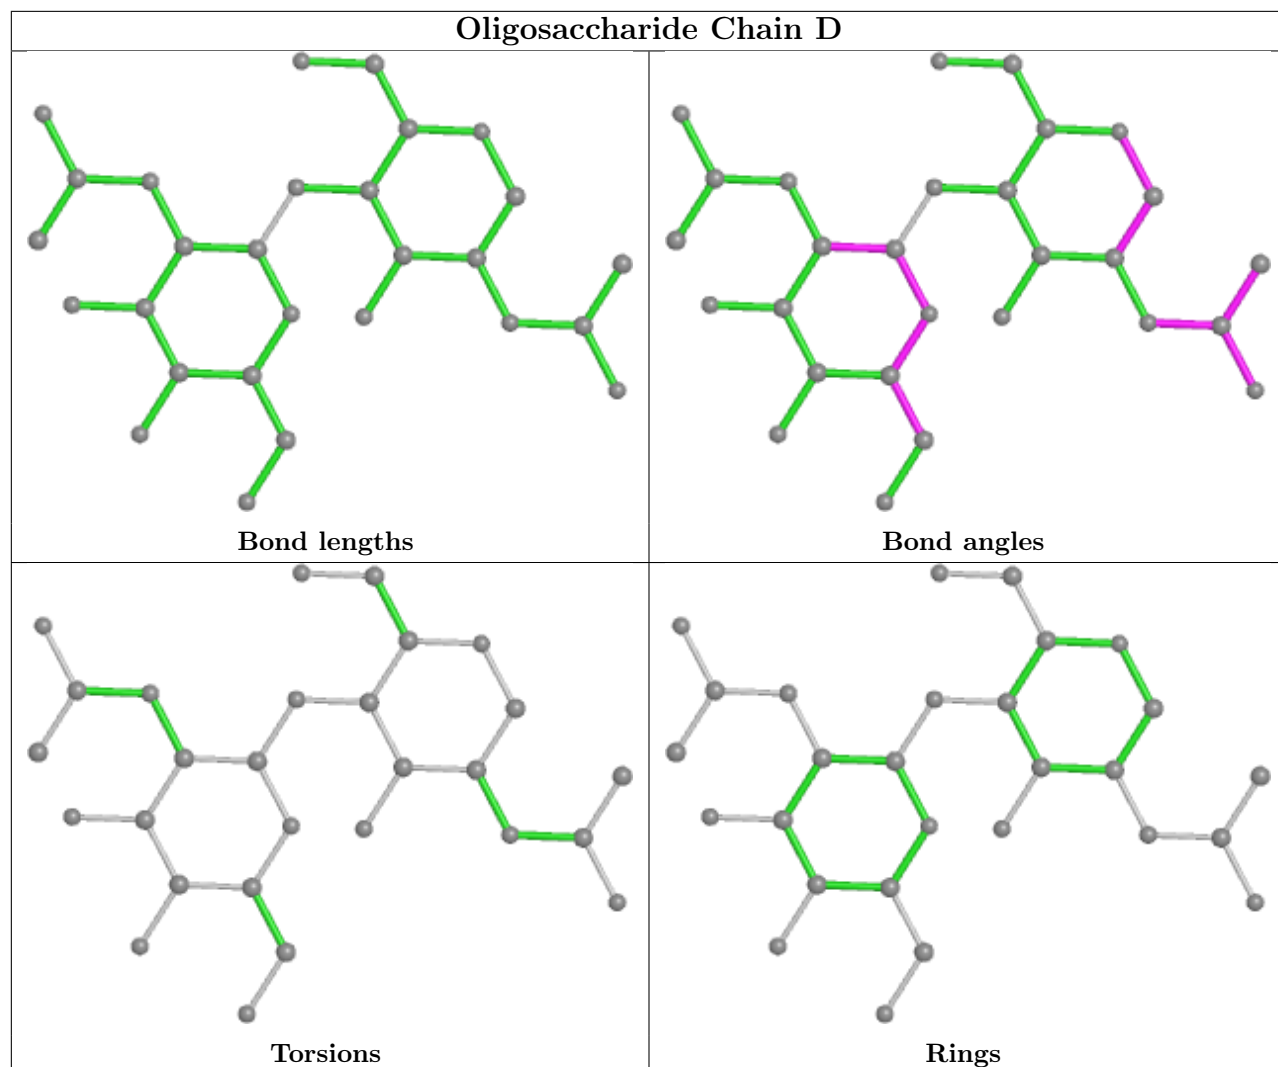 Oligosaccharide Chain D
Bond lengths
Bond angles
Torsions
Rings